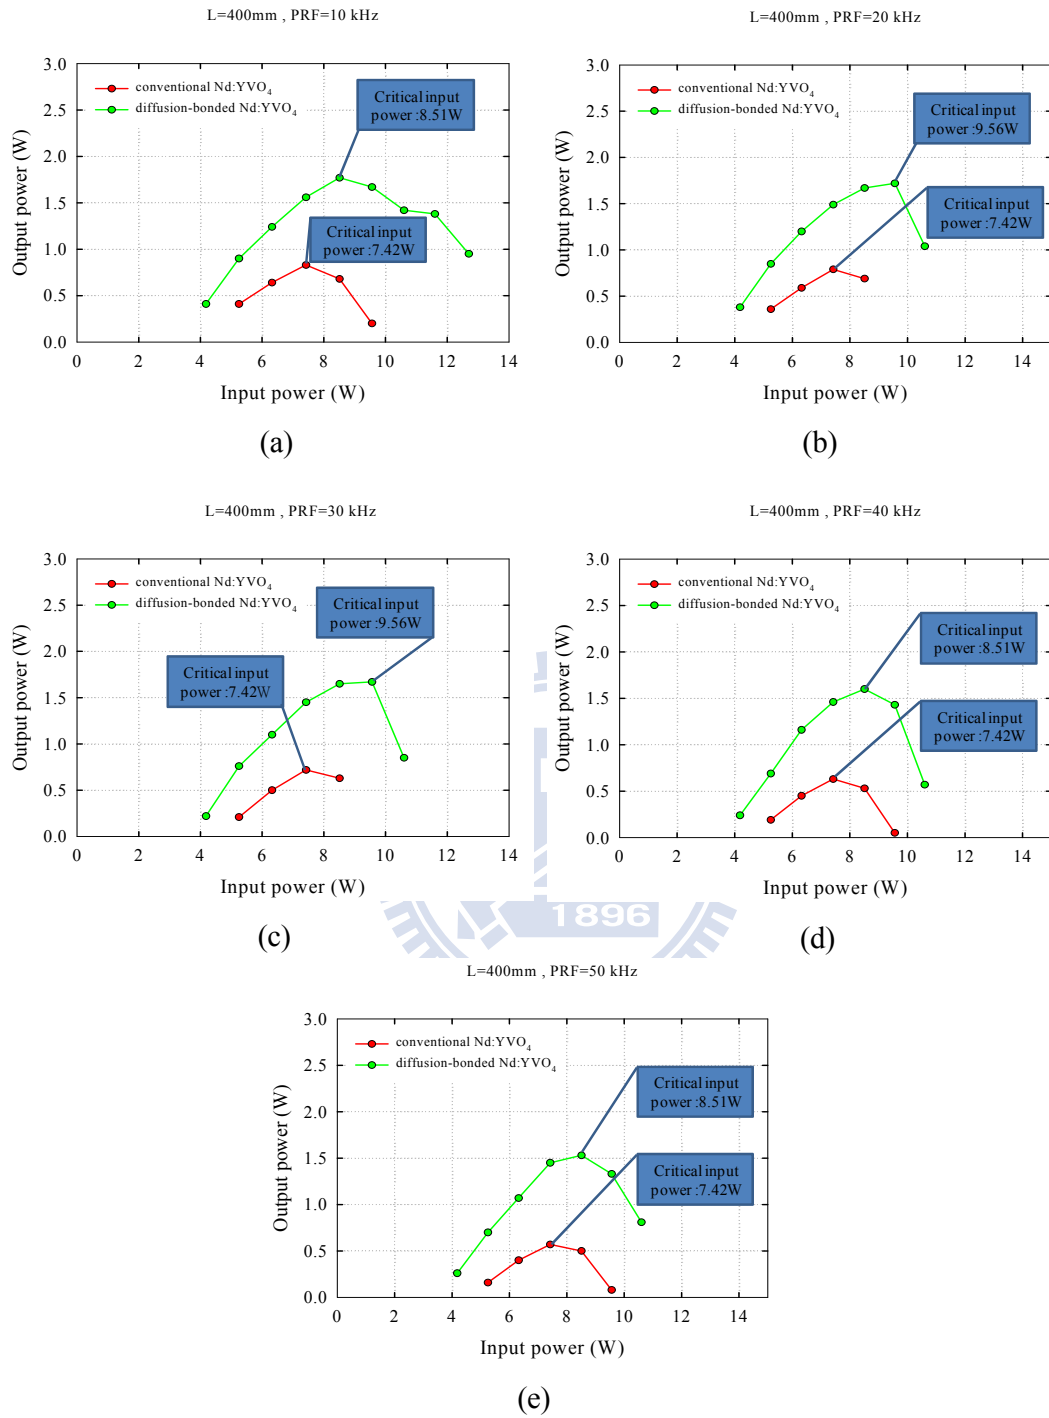 L=400mm , PRF=10 kHz
3.0
2.5
2.0
1.5
1.0
0.5
0.0
Output power (W)
conventional Nd:YVO4
diffusion-bonded Nd:YVO4
Critical input
power :8.51W
Critical input
power :7.42W
0 2 4 6 8 10 12 14
Input power (W)
(a)
L=400mm , PRF=20 kHz
3.0
2.5
2.0
1.5
1.0
0.5
0.0
Output power (W)
conventional Nd:YVO4
diffusion-bonded Nd:YVO4
Critical input
power :9.56W
Critical input
power :7.42W
0 2 4 6 8 10 12 14
Input power (W)
(b)
L=400mm , PRF=30 kHz
3.0
2.5
2.0
1.5
1.0
0.5
0.0
Output power (W)
conventional Nd:YVO4
diffusion-bonded Nd:YVO4
Critical input
power :9.56W
Critical input
power :7.42W
0 2 4 6 8 10 12 14
Input power (W)
(c)
L=400mm , PRF=40 kHz
3.0
2.5
2.0
1.5
1.0
0.5
0.0
Output power (W)
conventional Nd:YVO4
diffusion-bonded Nd:YVO4
Critical input
power :8.51W
Critical input
power :7.42W
0 2 4 6 8 10 12 14
Input power (W)
(d)
1896
L=400mm , PRF=50 kHz
3.0
2.5
2.0
1.5
1.0
0.5
0.0
Output power (W)
conventional Nd:YVO4
diffusion-bonded Nd:YVO4
Critical input
power :8.51W
Critical input
power :7.42W
0 2 4 6 8 10 12 14
Input power (W)
(e)